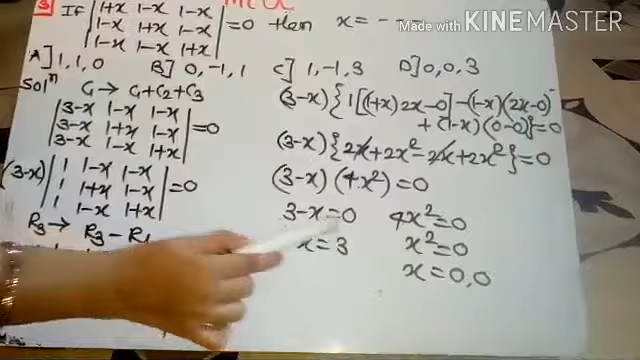 3] If |1+x 1-x 1-x| MCQ
|1-x 1+x 1-x| =0 then x = - -
|1-x 1-x 1+x|
A] 1,1,0 B] 0,-1,1 C] 1,-1,3 D] 0,0,3
Solⁿ C₁ → C₁+C₂+C₃
|3-x 1-x 1-x|
|3-x 1+x 1-x| =0
|3-x 1-x 1+x|
(3-x) |1 1-x 1-x|
|1 1+x 1-x| =0
|1 1-x 1+x|
R₃ → R₃-R₁
(3-x){1[(1+x)2x-0]-(1-x)(2x-0)
+(1-x)(0-0)}=0
(3-x){2x+2x²-2x+2x²}=0
(3-x)(4x²)=0
3-x=0 4x²=0
x=3 x²=0
x=0,0
Made with KINEMASTER